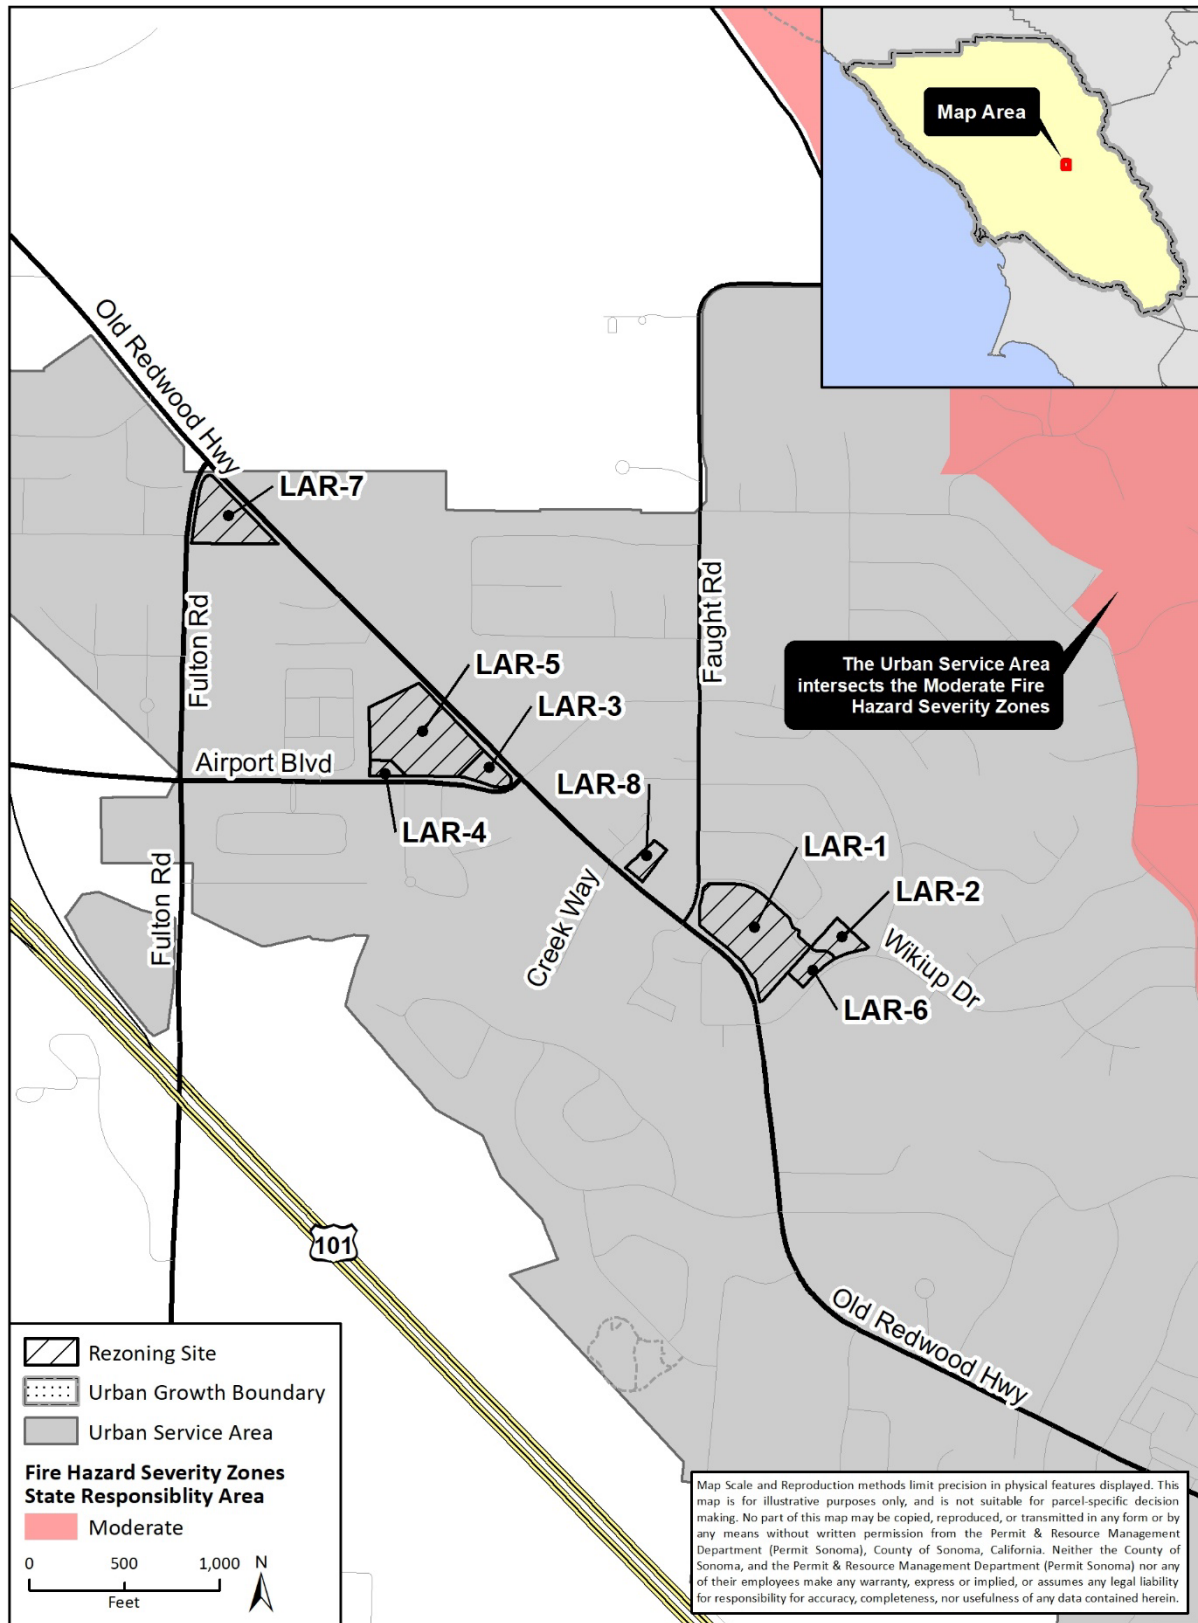 Map Area
Old Redwood Hwy
LAR-7
Fulton Rd
Faught Rd
The Urban Service Area
intersects the Moderate Fire
Hazard Severity Zones
LAR-5
LAR-3
Airport Blvd
LAR-8
LAR-4
LAR-1
LAR-2
Fulton Rd
Creek Way
Wikiup Dr
LAR-6
101
Old Redwood Hwy
Rezoning Site
Urban Growth Boundary
Urban Service Area
Fire Hazard Severity Zones
State Responsiblity Area
Moderate
0 500 1,000 N
Feet
Map Scale and Reproduction methods limit precision in physical features displayed. This
map is for illustrative purposes only, and is not suitable for parcel-specific decision
making. No part of this map may be copied, reproduced, or transmitted in any form or by
any means without written permission from the Permit & Resource Management
Department (Permit Sonoma), County of Sonoma, California. Neither the County of
Sonoma, and the Permit & Resource Management Department (Permit Sonoma) nor any
of their employees make any warranty, express or implied, or assumes any legal liability
for responsibility for accuracy, completeness, nor usefulness of any data contained herein.